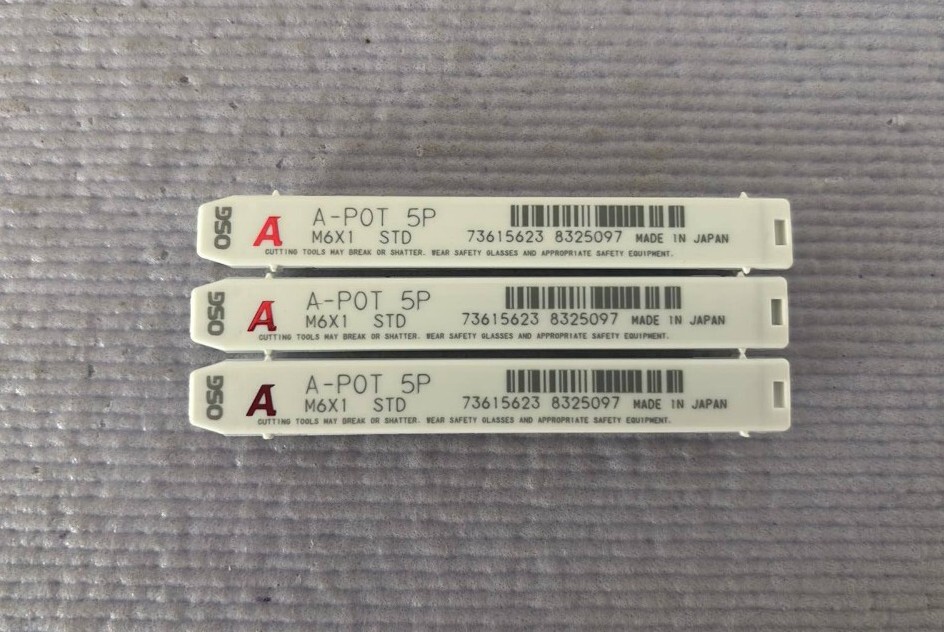 OSG
A A-POT 5P
M6X1 STD 73615623 8325097 MADE IN JAPAN
CUTTING TOOLS MAY BREAK OR SHATTER. WEAR SAFETY GLASSES AND APPROPRIATE SAFETY EQUIPMENT.
OSG
A A-POT 5P
M6X1 STD 73615623 8325097 MADE IN JAPAN
CUTTING TOOLS MAY BREAK OR SHATTER. WEAR SAFETY GLASSES AND APPROPRIATE SAFETY EQUIPMENT.
OSG
A A-POT 5P
M6X1 STD 73615623 8325097 MADE IN JAPAN
CUTTING TOOLS MAY BREAK OR SHATTER. WEAR SAFETY GLASSES AND APPROPRIATE SAFETY EQUIPMENT.